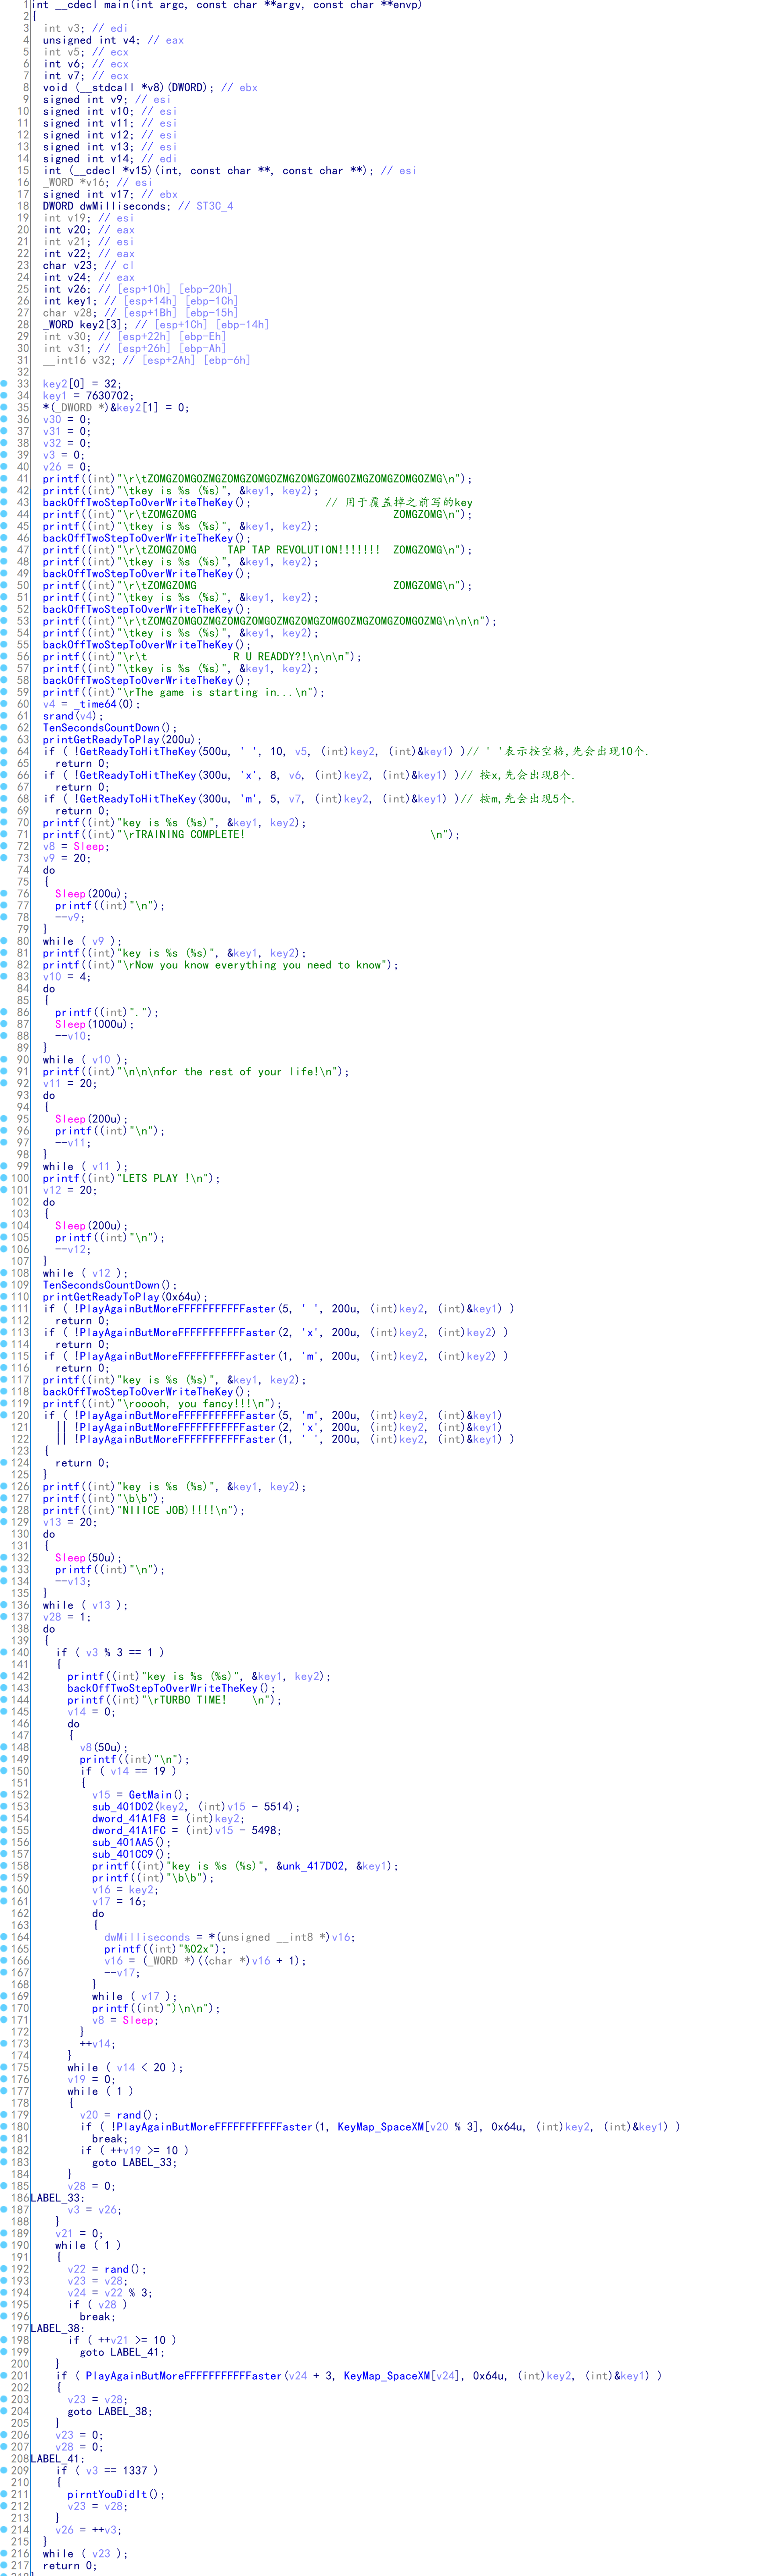 1 int __cdecl main(int argc, const char **argv, const char **envp)
2 {
3 int v3; // edi
4 unsigned int v4; // eax
5 int v5; // ecx
6 int v6; // ecx
7 int v7; // ecx
8 void (__stdcall *v8)(DWORD); // ebx
9 signed int v9; // esi
10 signed int v10; // esi
11 signed int v11; // esi
12 signed int v12; // esi
13 signed int v13; // esi
14 signed int v14; // edi
15 int (__cdecl *v15)(int, const char **, const char **); // esi
16 _WORD *v16; // esi
17 signed int v17; // ebx
18 DWORD dwMilliseconds; // ST3C_4
19 int v19; // esi
20 int v20; // eax
21 int v21; // esi
22 int v22; // eax
23 char v23; // cl
24 int v24; // eax
25 int v26; // [esp+10h] [ebp-20h]
26 int key1; // [esp+14h] [ebp-1Ch]
27 char v28; // [esp+1Bh] [ebp-15h]
28 _WORD key2[3]; // [esp+1Ch] [ebp-14h]
29 int v30; // [esp+22h] [ebp-Eh]
30 int v31; // [esp+26h] [ebp-Ah]
31 __int16 v32; // [esp+2Ah] [ebp-6h]
32
33 key2[0] = 32;
34 key1 = 7630702;
35 *(_DWORD *)&key2[1] = 0;
36 v30 = 0;
37 v31 = 0;
38 v32 = 0;
39 v3 = 0;
40 v26 = 0;
41 printf((int)"\r\tZOMGZOMGOZMGZOMGZOMGOZMGZOMGZOMGOZMGZOMGZOMGOZMG\n");
42 printf((int)"\tkey is %s (%s)", &key1, key2);
43 backOffTwoStepToOverWriteTheKey(); // 用于覆盖掉之前写的key
44 printf((int)"\r\tZOMGZOMG ZOMGZOMG\n");
45 printf((int)"\tkey is %s (%s)", &key1, key2);
46 backOffTwoStepToOverWriteTheKey();
47 printf((int)"\r\tZOMGZOMG TAP TAP REVOLUTION!!!!!!! ZOMGZOMG\n");
48 printf((int)"\tkey is %s (%s)", &key1, key2);
49 backOffTwoStepToOverWriteTheKey();
50 printf((int)"\r\tZOMGZOMG ZOMGZOMG\n");
51 printf((int)"\tkey is %s (%s)", &key1, key2);
52 backOffTwoStepToOverWriteTheKey();
53 printf((int)"\r\tZOMGZOMGOZMGZOMGZOMGOZMGZOMGZOMGOZMGZOMGZOMGOZMG\n\n\n");
54 printf((int)"\tkey is %s (%s)", &key1, key2);
55 backOffTwoStepToOverWriteTheKey();
56 printf((int)"\r\t R U READDY?!\n\n\n");
57 printf((int)"\tkey is %s (%s)", &key1, key2);
58 backOffTwoStepToOverWriteTheKey();
59 printf((int)"\rThe game is starting in...\n");
60 v4 = _time64(0);
61 srand(v4);
62 TenSecondsCountDown();
63 printGetReadyToPlay(200u);
64 if ( !GetReadyToHitTheKey(500u, ' ', 10, v5, (int)key2, (int)&key1) )// ' '表示按空格,先会出现10个.
65 return 0;
66 if ( !GetReadyToHitTheKey(300u, 'x', 8, v6, (int)key2, (int)&key1) )// 按x,先会出现8个.
67 return 0;
68 if ( !GetReadyToHitTheKey(300u, 'm', 5, v7, (int)key2, (int)&key1) )// 按m,先会出现5个.
69 return 0;
70 printf((int)"key is %s (%s)", &key1, key2);
71 printf((int)"\rTRAINING COMPLETE! \n");
72 v8 = Sleep;
73 v9 = 20;
74 do
75 {
76 Sleep(200u);
77 printf((int)"\n");
78 --v9;
79 }
80 while ( v9 );
81 printf((int)"key is %s (%s)", &key1, key2);
82 printf((int)"\rNow you know everything you need to know");
83 v10 = 4;
84 do
85 {
86 printf((int)".");
87 Sleep(1000u);
88 --v10;
89 }
90 while ( v10 );
91 printf((int)"\n\n\nfor the rest of your life!\n");
92 v11 = 20;
93 do
94 {
95 Sleep(200u);
96 printf((int)"\n");
97 --v11;
98 }
99 while ( v11 );
100 printf((int)"LETS PLAY !\n");
101 v12 = 20;
102 do
103 {
104 Sleep(200u);
105 printf((int)"\n");
106 --v12;
107 }
108 while ( v12 );
109 TenSecondsCountDown();
110 printGetReadyToPlay(0x64u);
111 if ( !PlayAgainButMoreFFFFFFFFFFFaster(5, ' ', 200u, (int)key2, (int)&key1) )
112 return 0;
113 if ( !PlayAgainButMoreFFFFFFFFFFFaster(2, 'x', 200u, (int)key2, (int)key2) )
114 return 0;
115 if ( !PlayAgainButMoreFFFFFFFFFFFaster(1, 'm', 200u, (int)key2, (int)key2) )
116 return 0;
117 printf((int)"key is %s (%s)", &key1, key2);
118 backOffTwoStepToOverWriteTheKey();
119 printf((int)"\rooooh, you fancy!!!\n");
120 if ( !PlayAgainButMoreFFFFFFFFFFFaster(5, 'm', 200u, (int)key2, (int)&key1)
121 || !PlayAgainButMoreFFFFFFFFFFFaster(2, 'x', 200u, (int)key2, (int)&key1)
122 || !PlayAgainButMoreFFFFFFFFFFFaster(1, ' ', 200u, (int)key2, (int)&key1) )
123 {
124 return 0;
125 }
126 printf((int)"key is %s (%s)", &key1, key2);
127 printf((int)"\b\b");
128 printf((int)"NIIICE JOB)!!!!\n");
129 v13 = 20;
130 do
131 {
132 Sleep(50u);
133 printf((int)"\n");
134 --v13;
135 }
136 while ( v13 );
137 v28 = 1;
138 do
139 {
140 if ( v3 % 3 == 1 )
141 {
142 printf((int)"key is %s (%s)", &key1, key2);
143 backOffTwoStepToOverWriteTheKey();
144 printf((int)"\rTURBO TIME! \n");
145 v14 = 0;
146 do
147 {
148 v8(50u);
149 printf((int)"\n");
150 if ( v14 == 19 )
151 {
152 v15 = GetMain();
153 sub_401D02(key2, (int)v15 - 5514);
154 dword_41A1F8 = (int)key2;
155 dword_41A1FC = (int)v15 - 5498;
156 sub_401AA5();
157 sub_401CC9();
158 printf((int)"key is %s (%s)", &unk_417D02, &key1);
159 printf((int)"\b\b");
160 v16 = key2;
161 v17 = 16;
162 do
163 {
164 dwMilliseconds = *(unsigned __int8 *)v16;
165 printf((int)"%02x");
166 v16 = (_WORD *)((char *)v16 + 1);
167 --v17;
168 }
169 while ( v17 );
170 printf((int)")\n\n");
171 v8 = Sleep;
172 }
173 ++v14;
174 }
175 while ( v14 < 20 );
176 v19 = 0;
177 while ( 1 )
178 {
179 v20 = rand();
180 if ( !PlayAgainButMoreFFFFFFFFFFFaster(1, KeyMap_SpaceXM[v20 % 3], 0x64u, (int)key2, (int)&key1) )
181 break;
182 if ( ++v19 >= 10 )
183 goto LABEL_33;
184 }
185 v28 = 0;
186 LABEL_33:
187 v3 = v26;
188 }
189 v21 = 0;
190 while ( 1 )
191 {
192 v22 = rand();
193 v23 = v28;
194 v24 = v22 % 3;
195 if ( v28 )
196 break;
197 LABEL_38:
198 if ( ++v21 >= 10 )
199 goto LABEL_41;
200 }
201 if ( PlayAgainButMoreFFFFFFFFFFFaster(v24 + 3, KeyMap_SpaceXM[v24], 0x64u, (int)key2, (int)&key1) )
202 {
203 v23 = v28;
204 goto LABEL_38;
205 }
206 v23 = 0;
207 v28 = 0;
208 LABEL_41:
209 if ( v3 == 1337 )
210 {
211 pirntYouDidIt();
212 v23 = v28;
213 }
214 v26 = ++v3;
215 }
216 while ( v23 );
217 return 0;